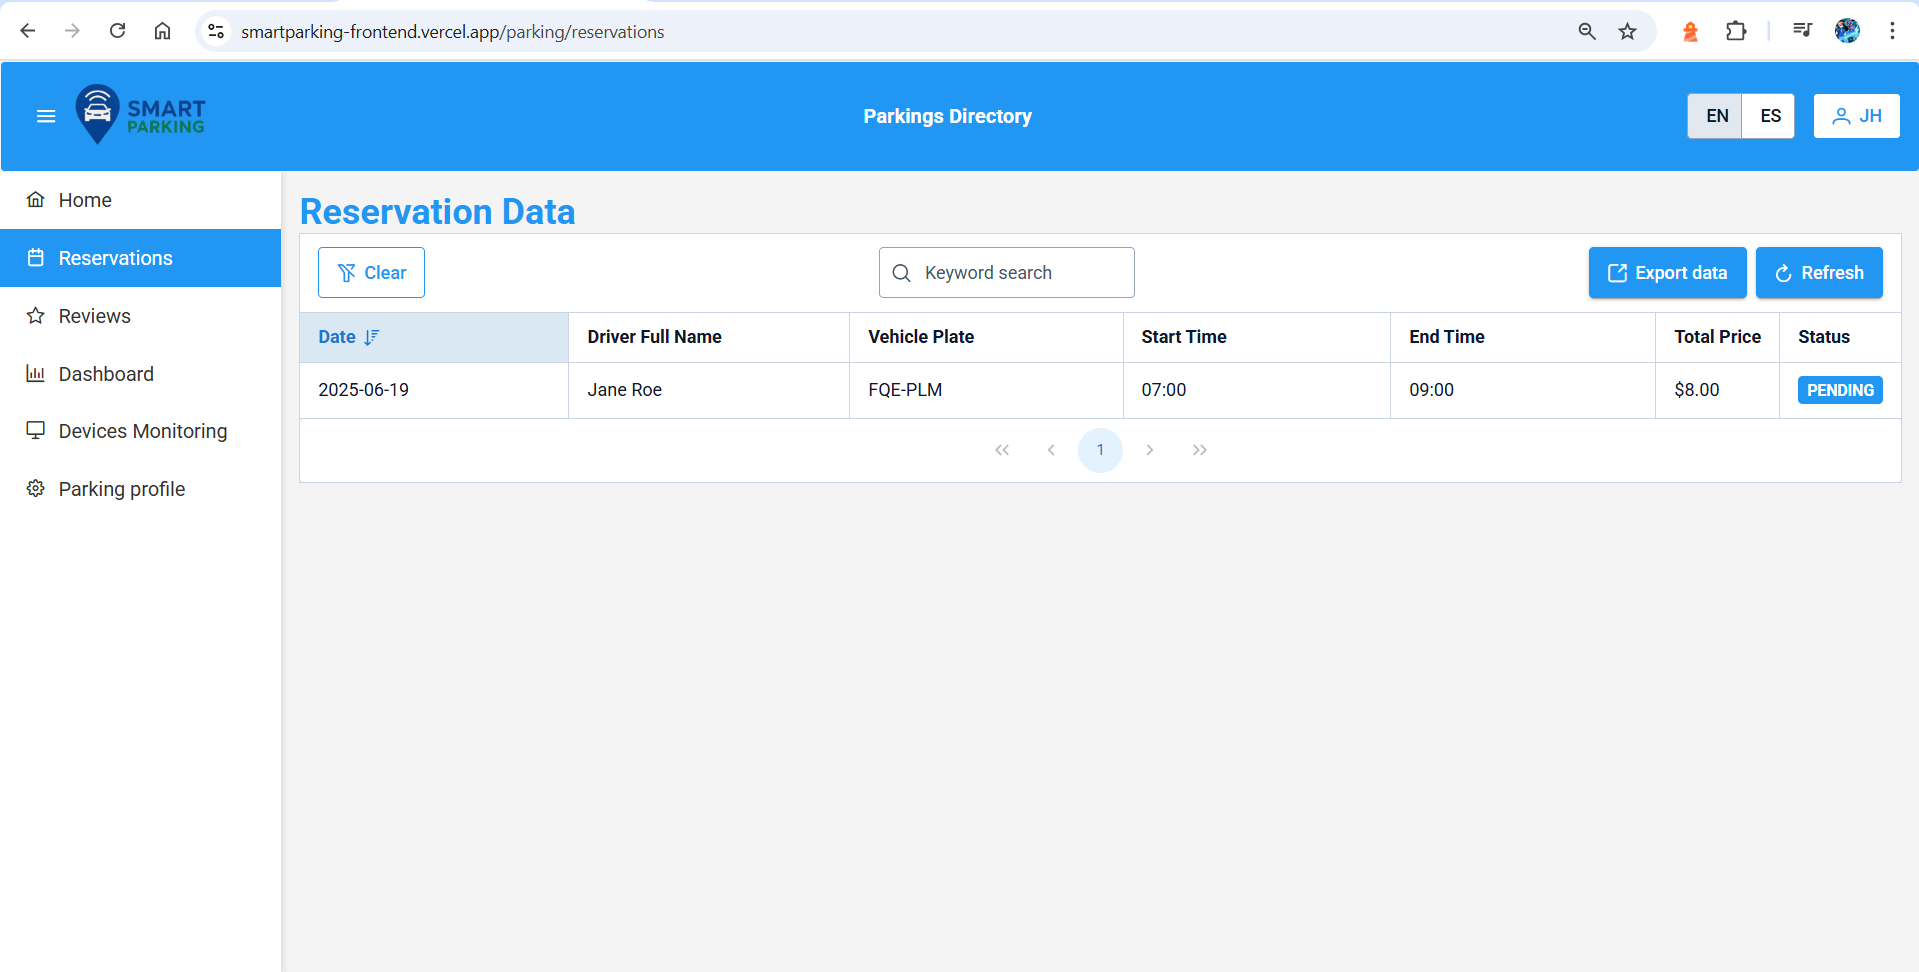 smartparking-frontend.vercel.app/parking/reservations
SMART
PARKING
Parkings Directory
EN
ES
JH
Home
Reservations
Reviews
Dashboard
Devices Monitoring
Parking profile
Reservation Data
Clear
Keyword search
Export data
Refresh
Date Driver Full Name Vehicle Plate Start Time End Time Total Price Status
2025-06-19 Jane Roe FQE-PLM 07:00 09:00 $8.00 PENDING
1